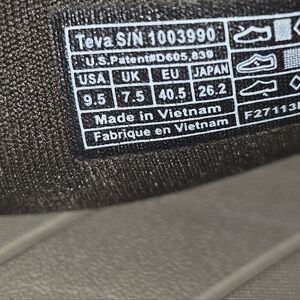 Teva S/N 1003990
U.S.Patent#D605,839
USA UK EU JAPAN
9.5 7.5 40.5 26.2
Made in Vietnam
Fabrique en Vietnam
F27113